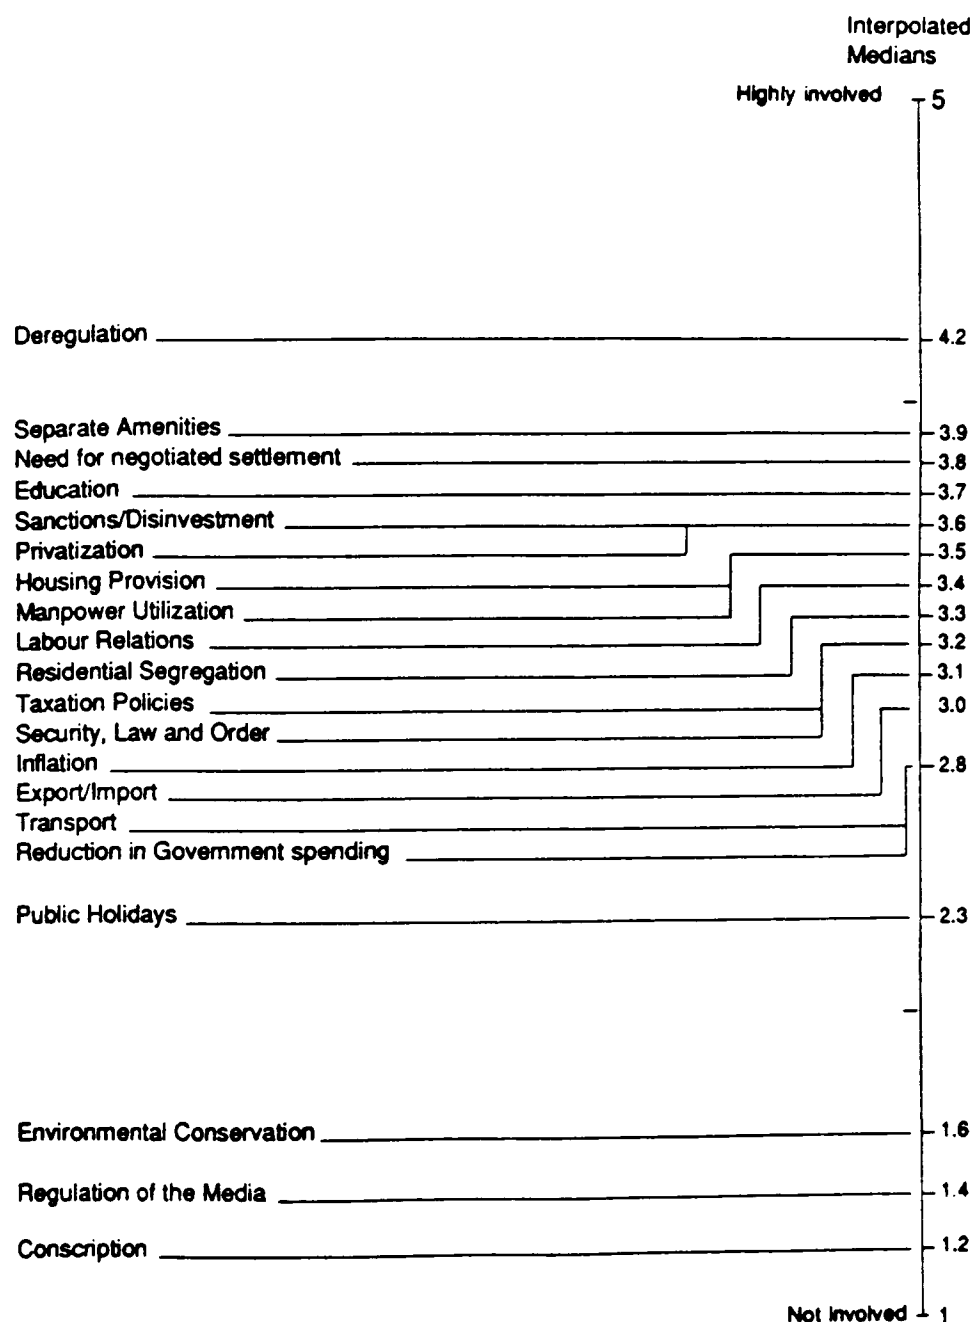 Interpolated
Medians
Highly involved 5
Deregulation 4.2
Separate Amenities 3.9
Need for negotiated settlement 3.8
Education 3.7
Sanctions/Disinvestment 3.6
Privatization 3.5
Housing Provision 3.4
Manpower Utilization 3.3
Labour Relations 3.2
Residential Segregation 3.1
Taxation Policies 3.0
Security, Law and Order
Inflation 2.8
Export/Import
Transport
Reduction in Government spending
Public Holidays 2.3
Environmental Conservation 1.6
Regulation of the Media 1.4
Conscription 1.2
Not Involved 1